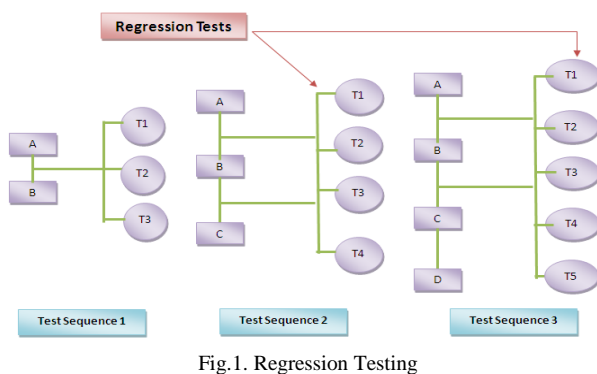 Regression Tests
A
B
T1
T2
T3
Test Sequence 1
A
B
C
T1
T2
T3
T4
Test Sequence 2
A
B
C
D
T1
T2
T3
T4
T5
Test Sequence 3
Fig.1. Regression Testing